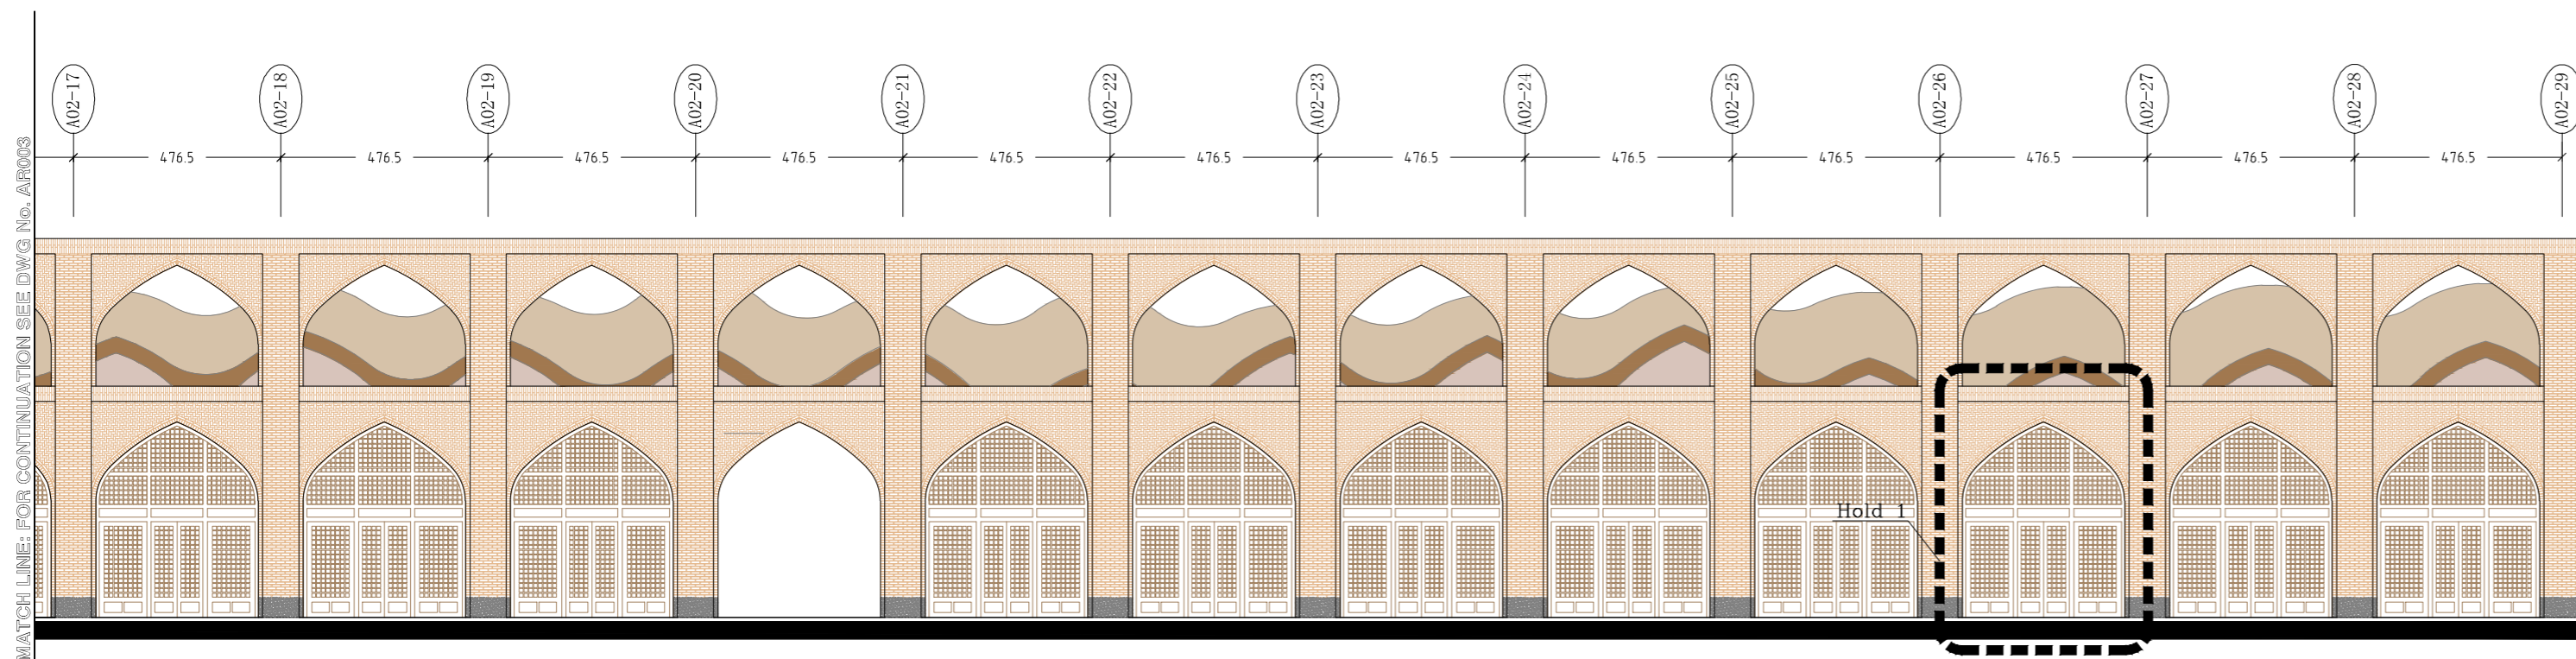 MATCH LINE: FOR CONTINUATION SEE DWG No. AR003
A02-17
A02-18
A02-19
A02-20
A02-21
A02-22
A02-23
A02-24
A02-25
A02-26
A02-27
A02-28
A02-29
476.5
476.5
476.5
476.5
476.5
476.5
476.5
476.5
476.5
476.5
476.5
476.5
Hold 1